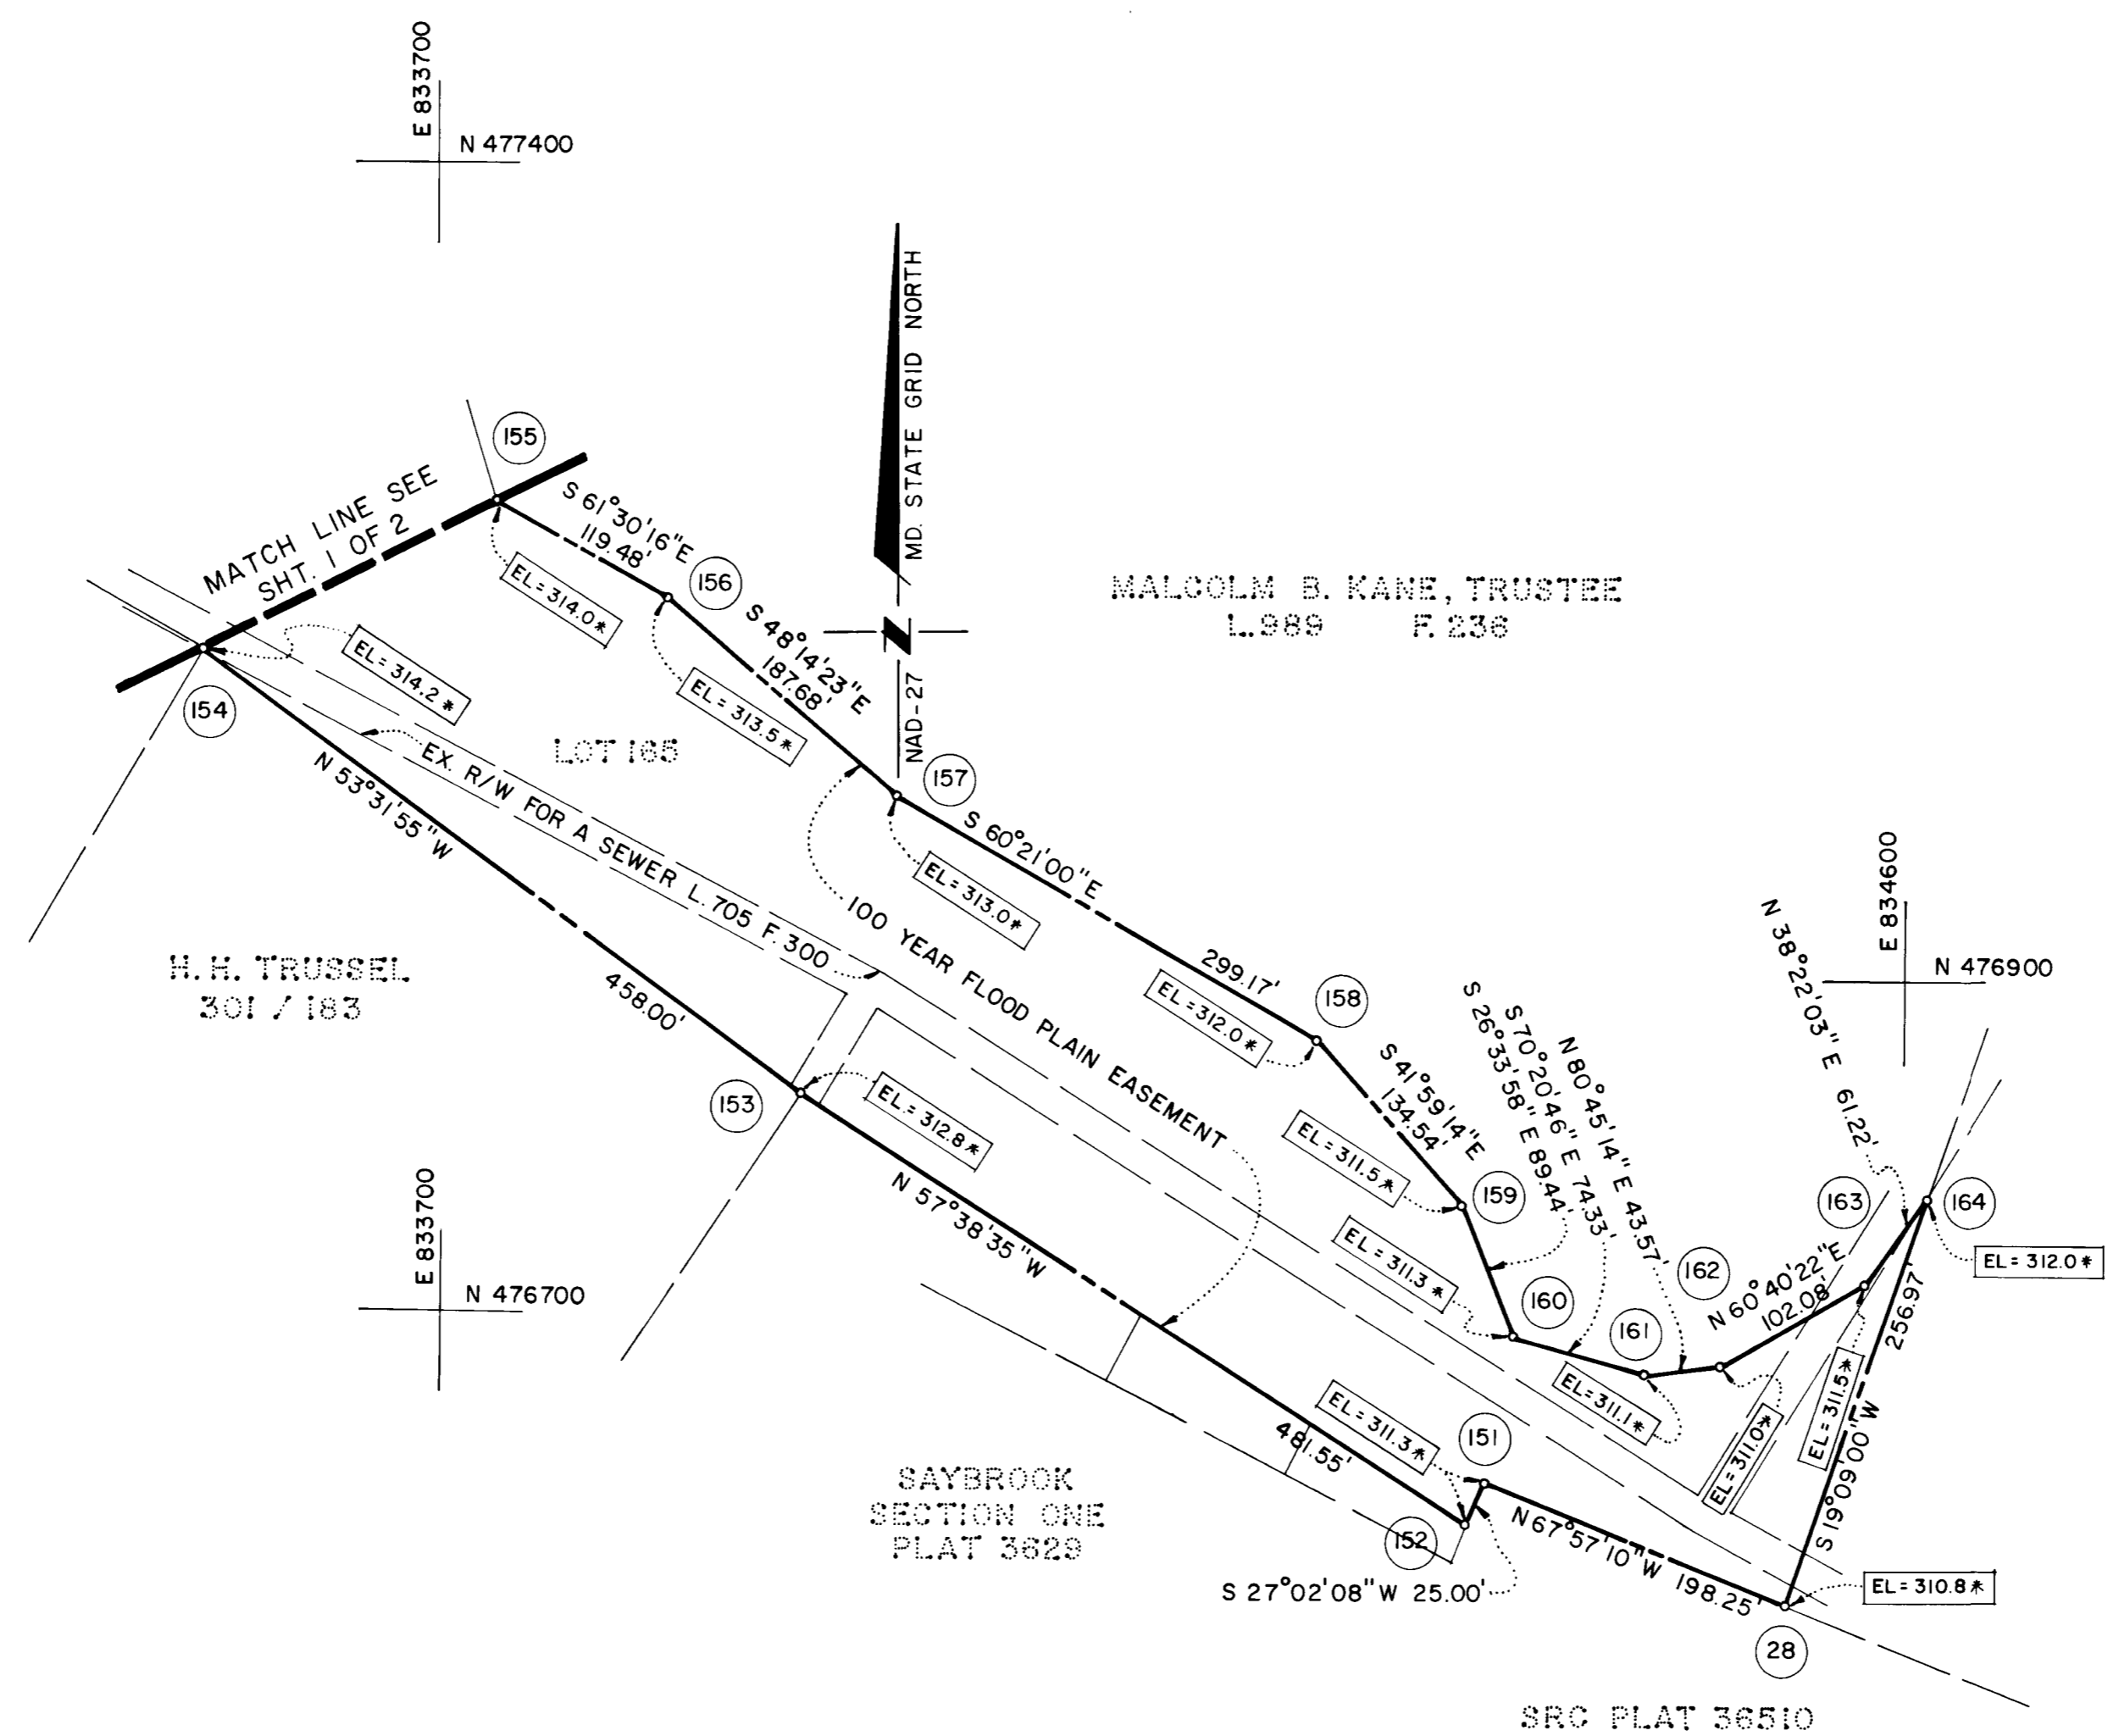 E 833700
N 477400
MD. STATE GRID NORTH
NAD-27
155
MATCH LINE SEE
SHT. 1 OF 2
S 61°30'16"E
119.48'
156
EL=314.0*
S 48°14'23"E
187.68'
MALCOLM B. KANE, TRUSTEE
L.989 F. 236
EL=314.2*
154
EL=313.5*
LOT 165
157
EX. R/W FOR A SEWER L. 705 F. 300
N 53°31'55"W
458.00'
S 60°21'00"E
299.17'
EL=313.0*
100 YEAR FLOOD PLAIN EASEMENT
E 834600
N 476900
H. H. TRUSSEL
301 / 183
EL=312.0*
158
S 41°59'14"E
134.54'
S 26°33'58"E 89.44'
S 70°20'46"E 74.33'
N 80°45'14"E 43.57'
N 38°22'03"E 61.22'
153
EL=312.8*
EL=311.5*
159
163
164
E 833700
N 476700
N 57°38'35"W
481.55'
EL=311.3*
160
162
N 60°40'22"E
102.08'
EL=312.0*
161
256.97'
S 19°09'00"W
EL=311.1*
EL=311.0*
EL=311.5*
EL=311.3*
151
SAYBROOK
SECTION ONE
PLAT 3629
152
N 67°57'10"W 198.25'
S 27°02'08"W 25.00'
EL=310.8*
28
SRC PLAT 36510